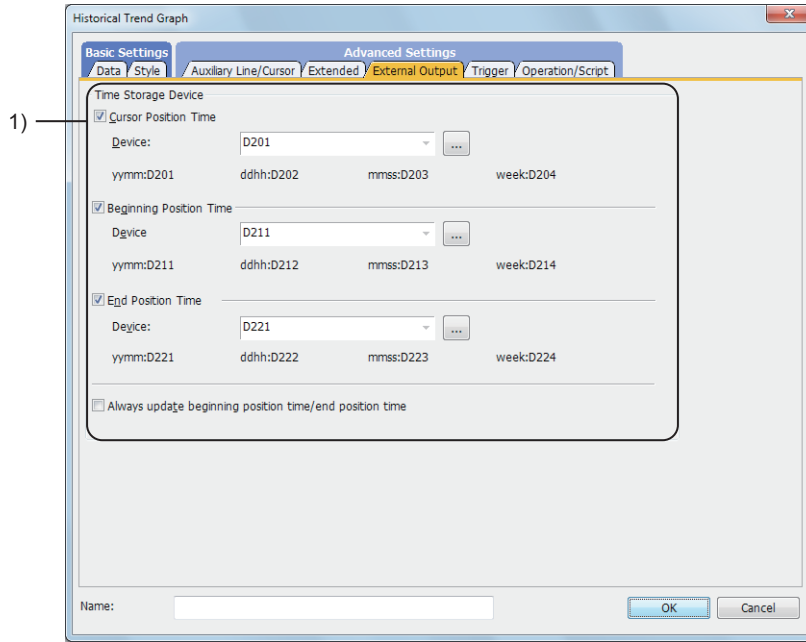 Historical Trend Graph
Basic Settings Advanced Settings
Data Style Auxiliary Line/Cursor Extended External Output Trigger Operation/Script
Time Storage Device
1)
Cursor Position Time
Device: D201 ...
yymm:D201 ddhh:D202 mmss:D203 week:D204
Beginning Position Time
Device D211 ...
yymm:D211 ddhh:D212 mmss:D213 week:D214
End Position Time
Device: D221 ...
yymm:D221 ddhh:D222 mmss:D223 week:D224
Always update beginning position time/end position time
Name: OK Cancel